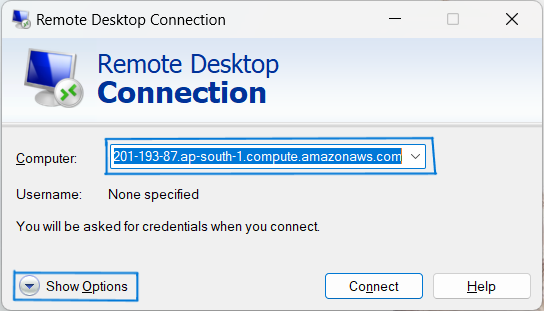 Remote Desktop Connection
Remote Desktop
Connection
Computer:
201-193-87.ap-south-1.compute.amazonaws.com
Username: None specified
You will be asked for credentials when you connect.
Show Options
Connect
Help